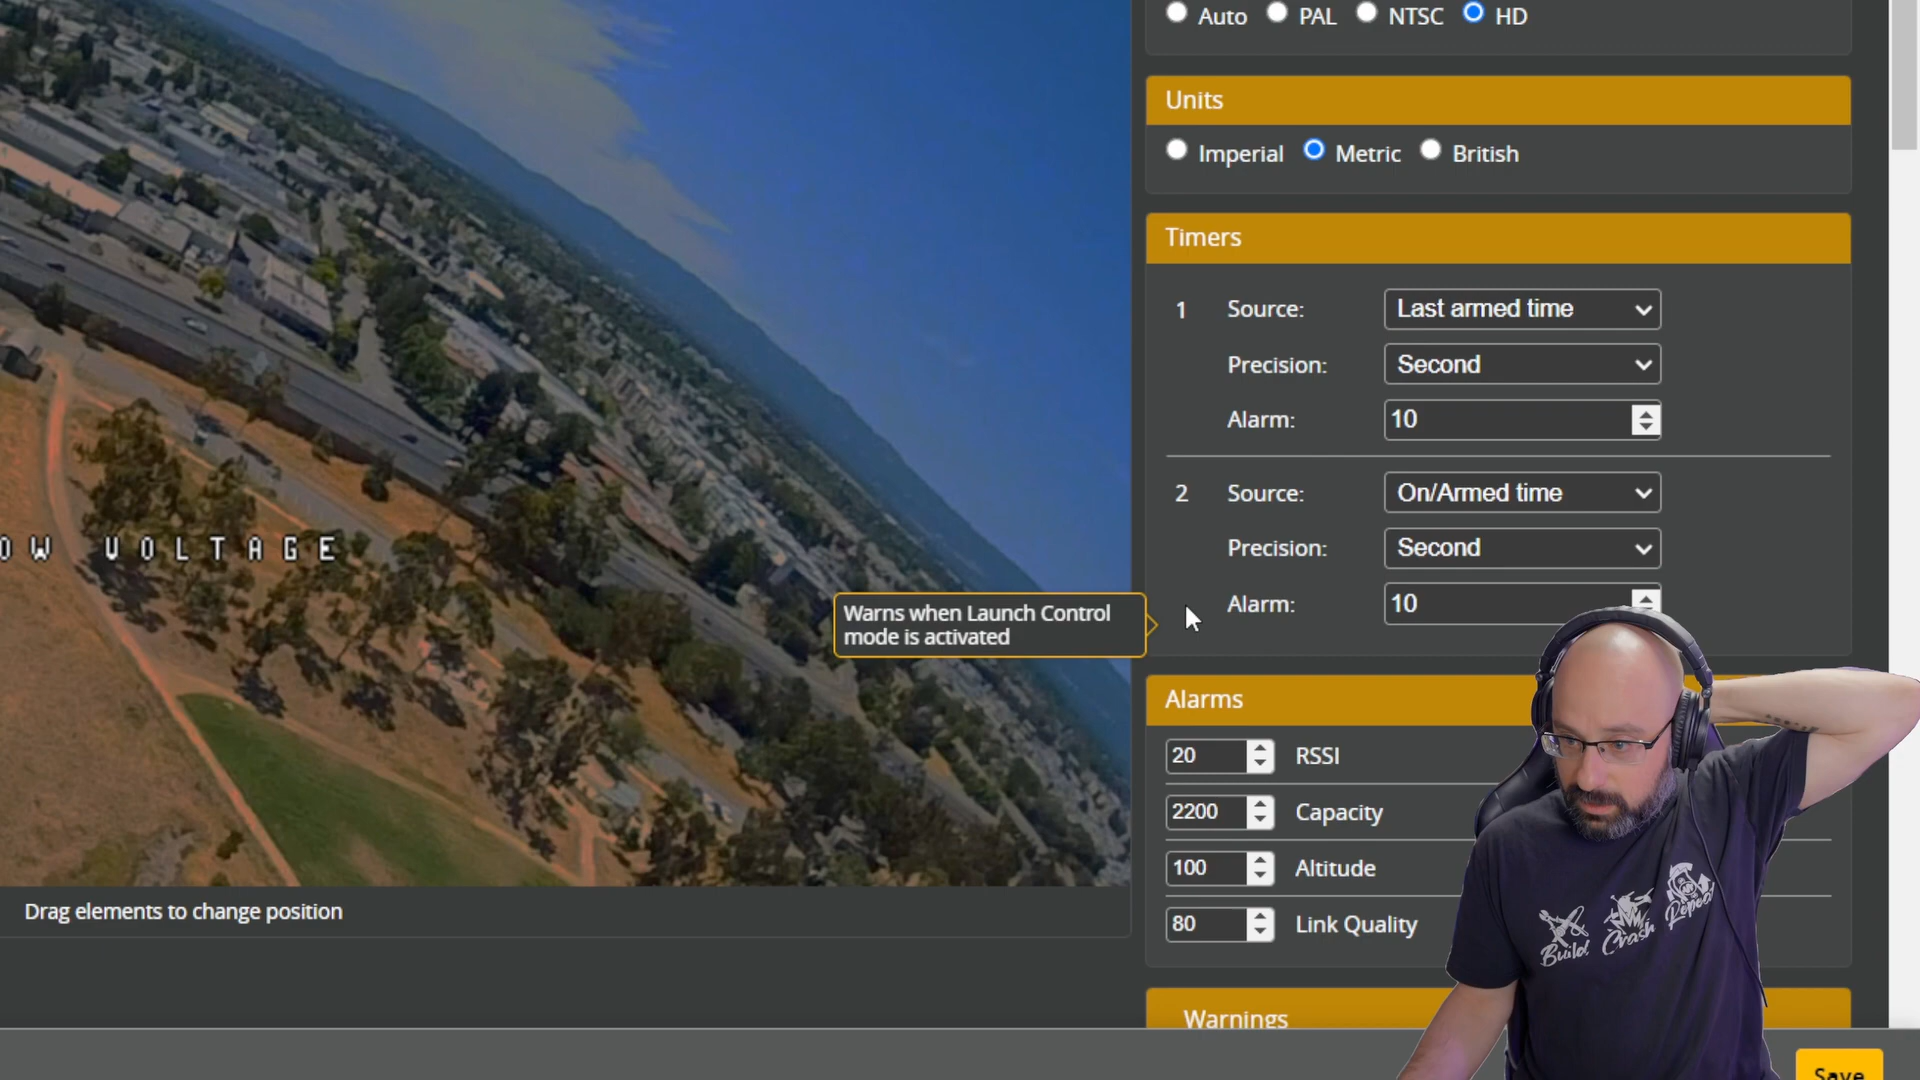 Auto PAL NTSC HD
Units
Imperial Metric British
Timers
1 Source: Last armed time
Precision: Second
Alarm: 10
2 Source: On/Armed time
Precision: Second
Alarm: 10
OW VOLTAGE
Warns when Launch Control
mode is activated
Alarms
20 RSSI
2200 Capacity
100 Altitude
80 Link Quality
Build Crash Repeat
Drag elements to change position
Warnings
Save